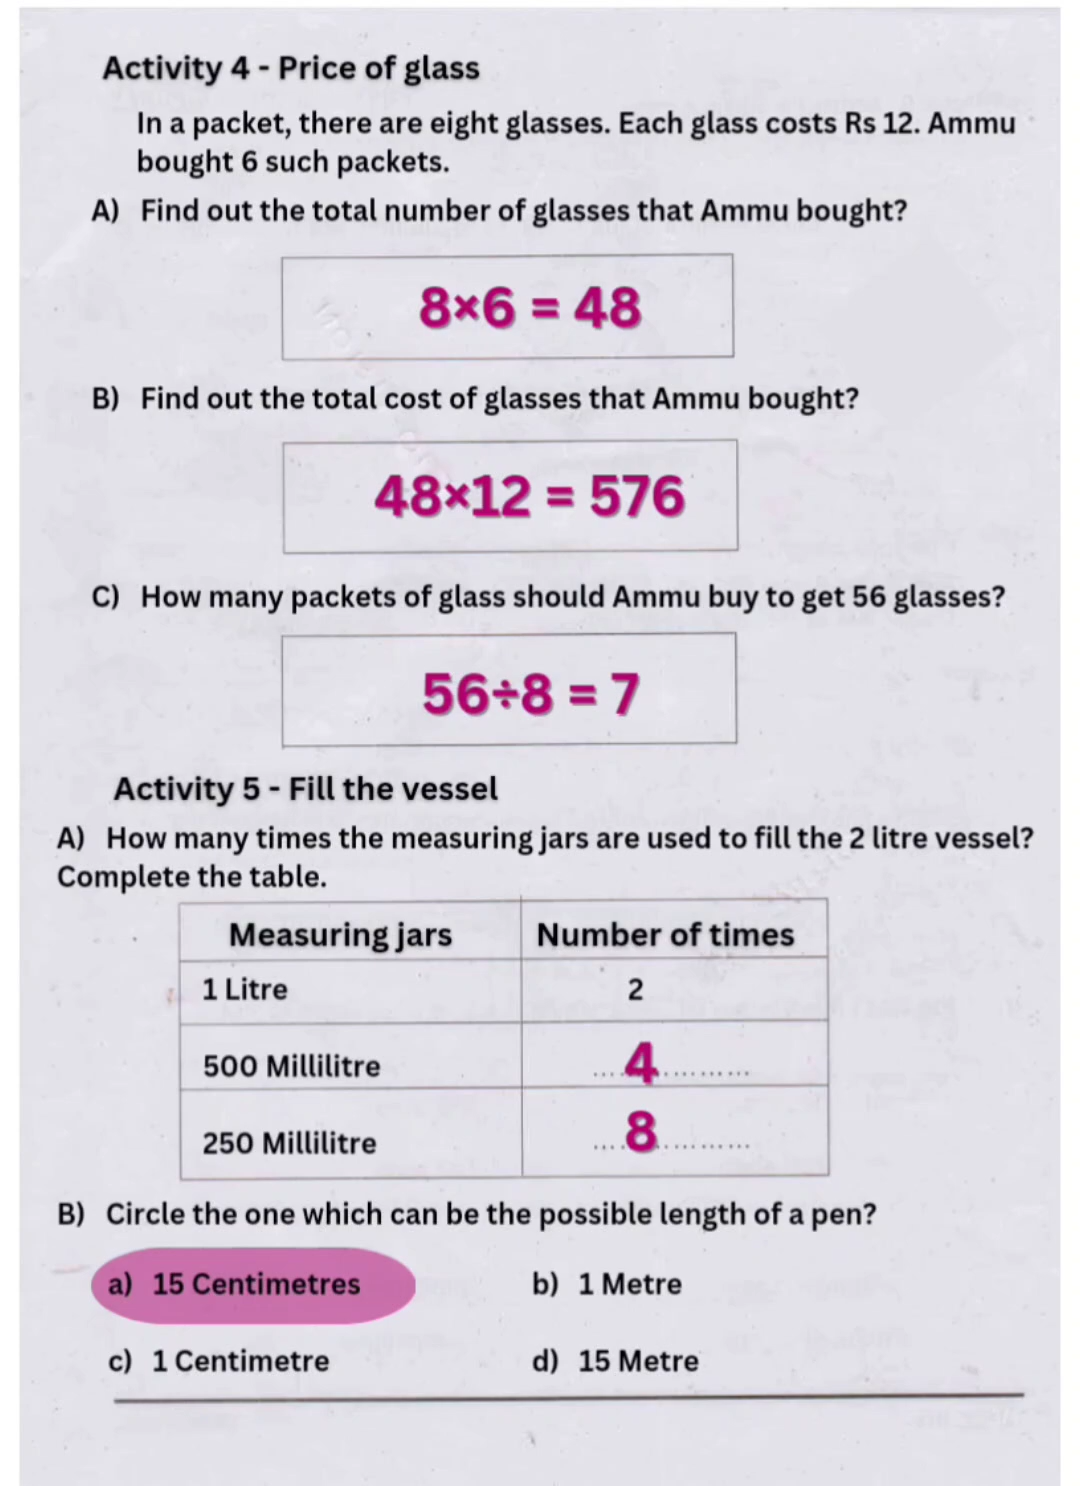 Activity 4 - Price of glass
In a packet, there are eight glasses. Each glass costs Rs 12. Ammu
bought 6 such packets.
A) Find out the total number of glasses that Ammu bought?
8×6 = 48
B) Find out the total cost of glasses that Ammu bought?
48×12 = 576
C) How many packets of glass should Ammu buy to get 56 glasses?
56÷8 = 7
Activity 5 - Fill the vessel
A) How many times the measuring jars are used to fill the 2 litre vessel?
Complete the table.
Measuring jars Number of times
1 Litre 2
500 Millilitre ....4............
250 Millilitre ....8............
B) Circle the one which can be the possible length of a pen?
a) 15 Centimetres b) 1 Metre
c) 1 Centimetre d) 15 Metre